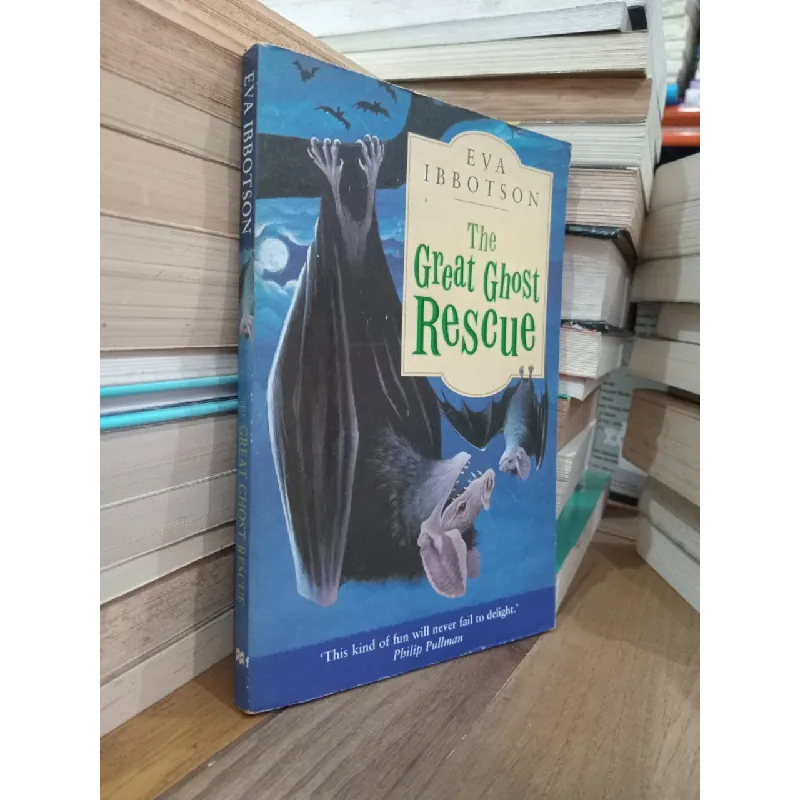 EVA IBBOTSON
THE GREAT GHOST RESCUE
EVA
IBBOTSON
The
Great Ghost
Rescue
'This kind of fun will never fail to delight.'
Philip Pullman